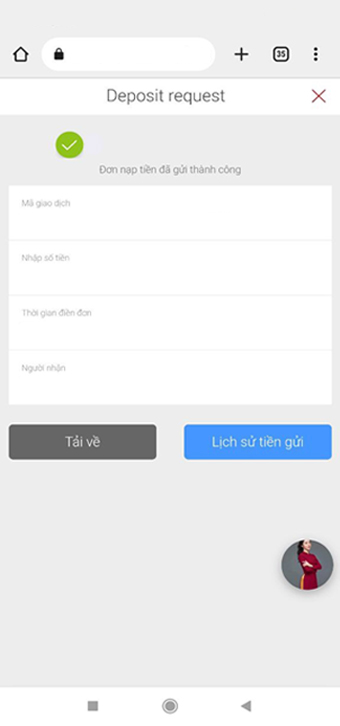 35
Deposit request
Đơn nạp tiền đã gửi thành công
Mã giao dịch
Nhập số tiền
Thời gian điền đơn
Người nhận
Tải về
Lịch sử tiền gửi